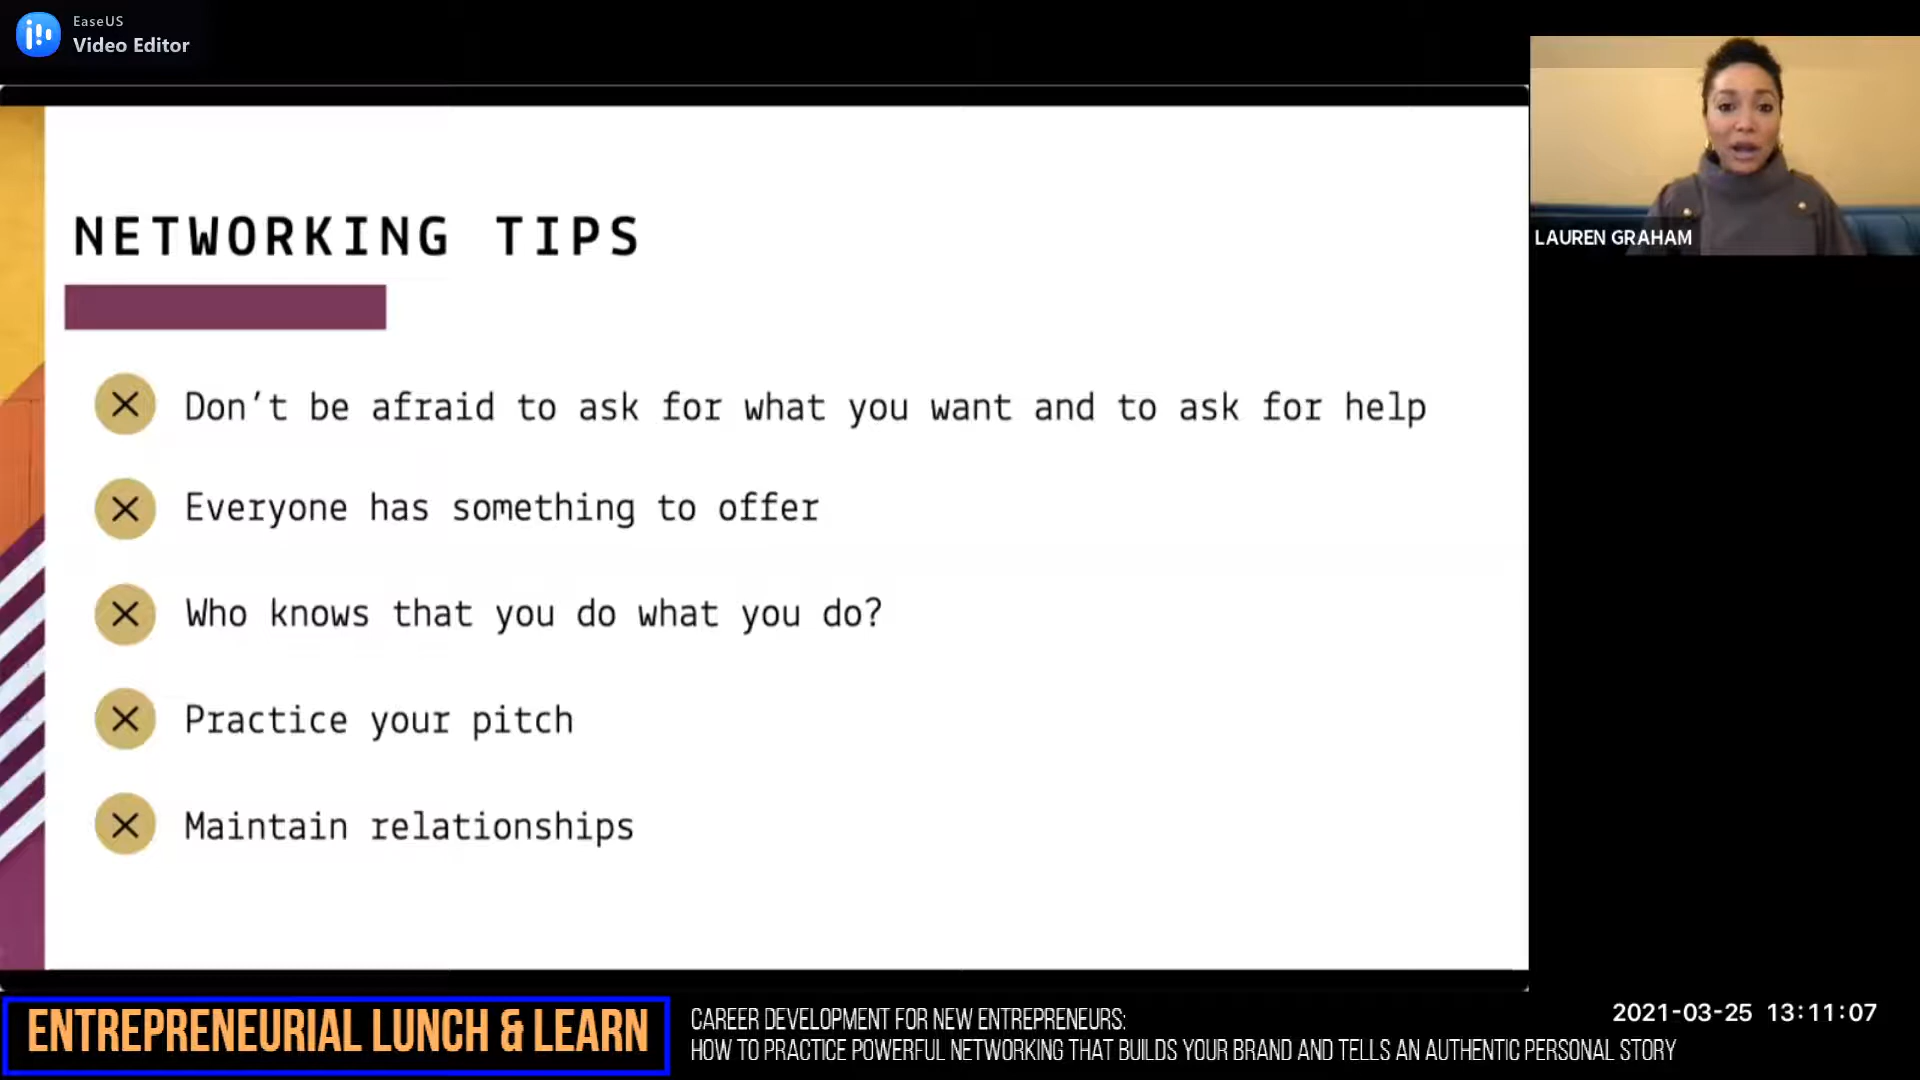 EaseUS
Video Editor
NETWORKING TIPS
Don’t be afraid to ask for what you want and to ask for help
Everyone has something to offer
Who knows that you do what you do?
Practice your pitch
Maintain relationships
LAUREN GRAHAM
ENTREPRENEURIAL LUNCH & LEARN
CAREER DEVELOPMENT FOR NEW ENTREPRENEURS:
HOW TO PRACTICE POWERFUL NETWORKING THAT BUILDS YOUR BRAND AND TELLS AN AUTHENTIC PERSONAL STORY
2021-03-25 13:11:07